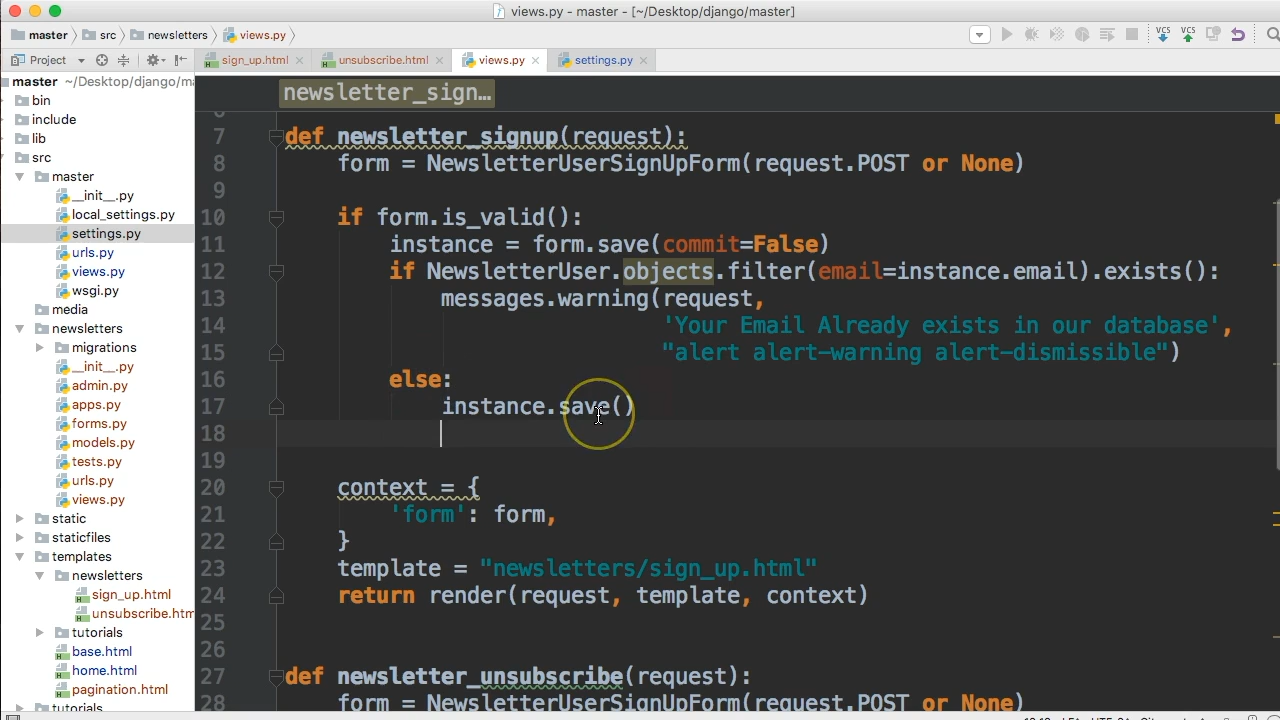 views.py - master - [~/Desktop/django/master]
master src newsletters views.py
Project sign_up.html unsubscribe.html views.py settings.py
master ~/Desktop/django/ma
bin
include
lib
src
master
__init__.py
local_settings.py
settings.py
urls.py
views.py
wsgi.py
media
newsletters
migrations
__init__.py
admin.py
apps.py
forms.py
models.py
tests.py
urls.py
views.py
static
staticfiles
templates
newsletters
sign_up.html
unsubscribe.htm
tutorials
base.html
home.html
pagination.html
tutorials
newsletter_sign…
7 def newsletter_signup(request):
8 form = NewsletterUserSignUpForm(request.POST or None)
9
10 if form.is_valid():
11 instance = form.save(commit=False)
12 if NewsletterUser.objects.filter(email=instance.email).exists():
13 messages.warning(request,
14 'Your Email Already exists in our database',
15 "alert alert-warning alert-dismissible")
16 else:
17 instance.save()
18
19
20 context = {
21 'form': form,
22 }
23 template = "newsletters/sign_up.html"
24 return render(request, template, context)
25
26
27 def newsletter_unsubscribe(request):
28 form = NewsletterUserSignUpForm(request.POST or None)